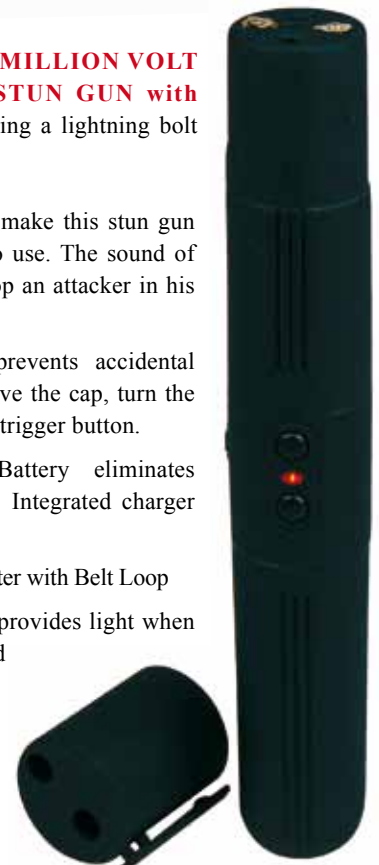 MILLION VOLT
STUN GUN with
ing a lightning bolt
make this stun gun
use. The sound of
op an attacker in his
prevents accidental
ve the cap, turn the
trigger button.
Battery eliminates
Integrated charger
ter with Belt Loop
provides light when
d